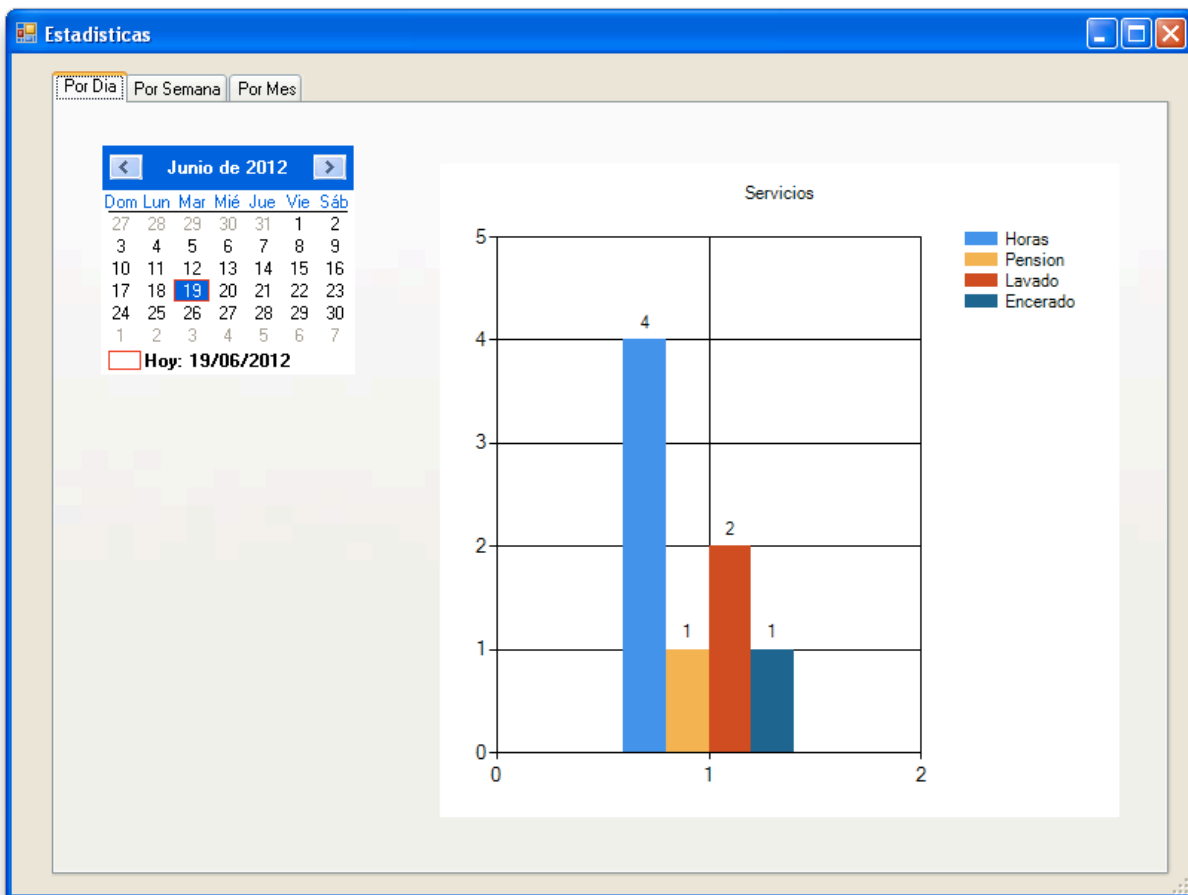 Estadisticas
Por Dia Por Semana Por Mes
Junio de 2012
Dom Lun Mar Mié Jue Vie Sáb
27 28 29 30 31 1 2
3 4 5 6 7 8 9
10 11 12 13 14 15 16
17 18 19 20 21 22 23
24 25 26 27 28 29 30
1 2 3 4 5 6 7
Hoy: 19/06/2012
Servicios
Horas
Pension
Lavado
Encerado
5
4
4
3
2
2
1
1
1
0
0 1 2